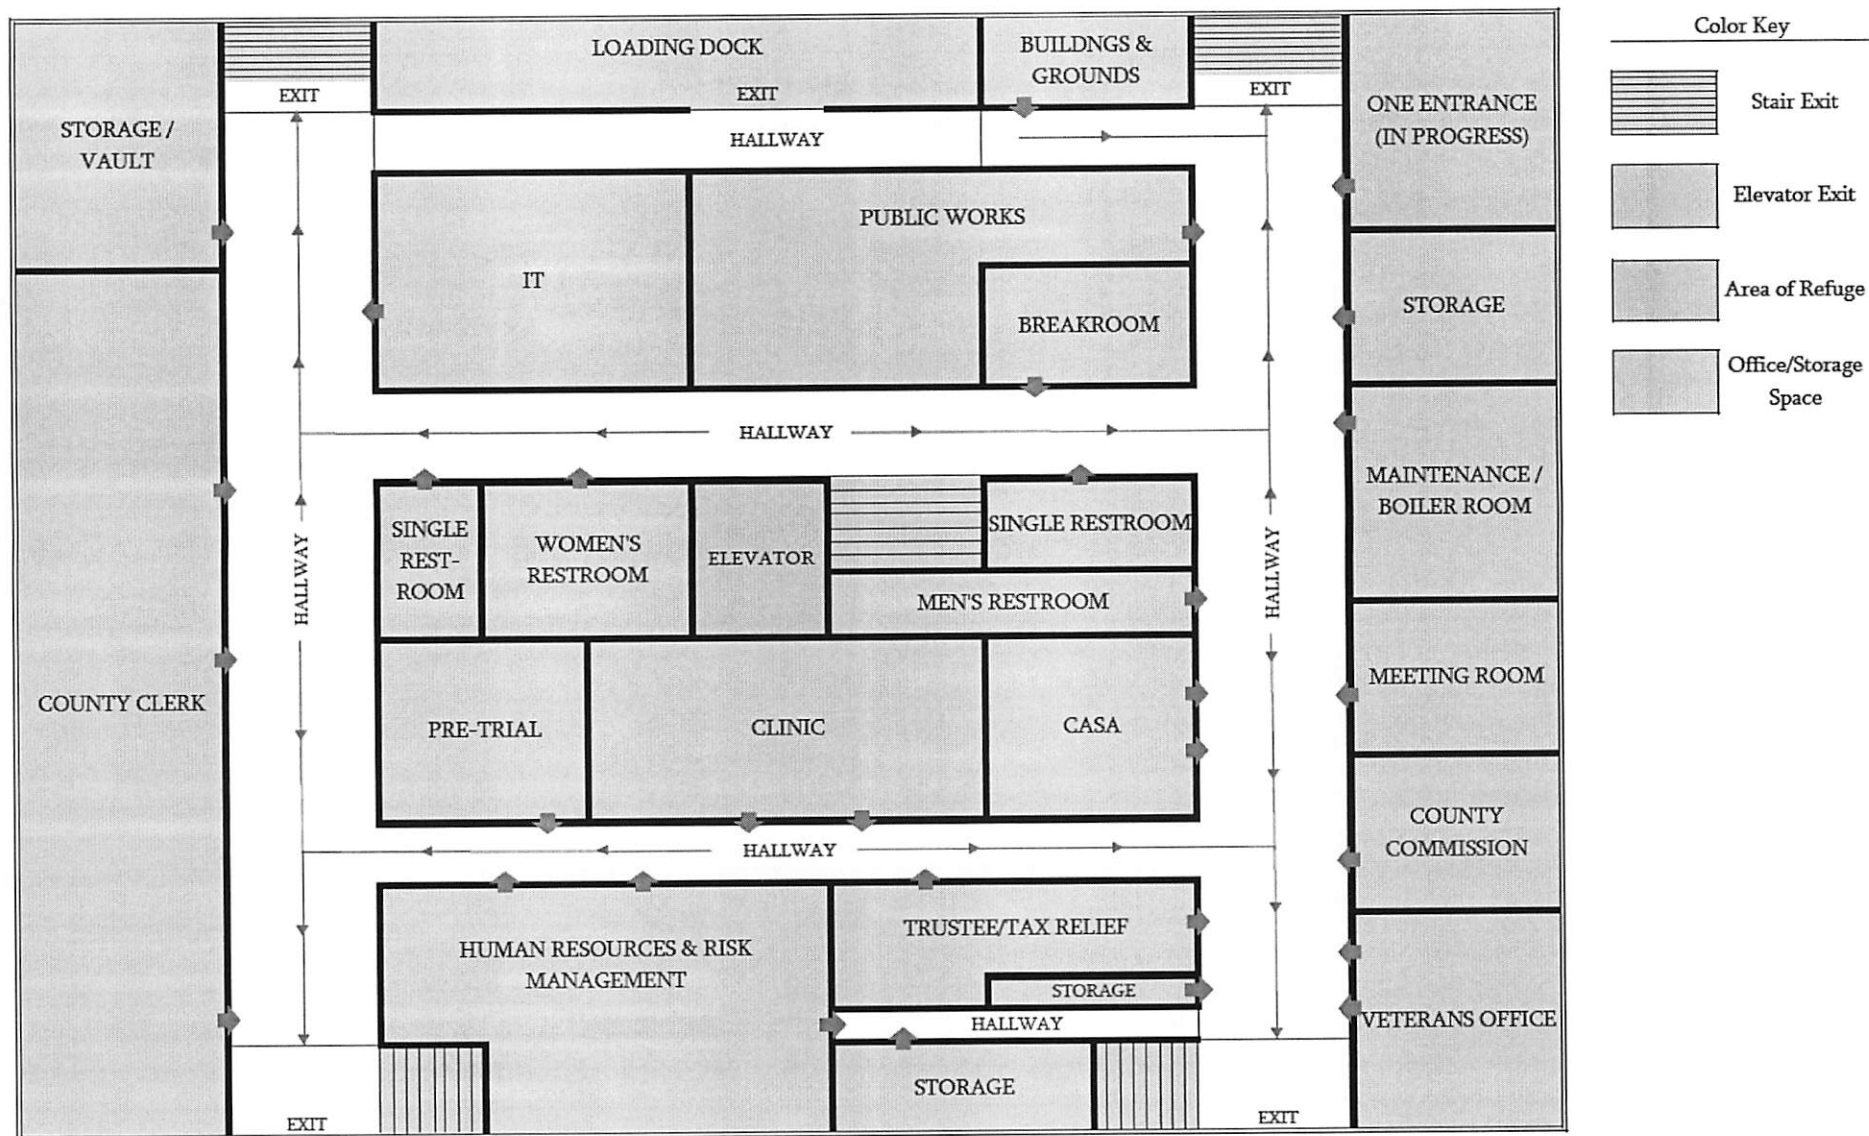 LOADING DOCK
BUILDNGS &
GROUNDS
Color Key
EXIT
EXIT
EXIT
Stair Exit
ONE ENTRANCE
(IN PROGRESS)
STORAGE /
VAULT
HALLWAY
Elevator Exit
PUBLIC WORKS
IT
BREAKROOM
STORAGE
Area of Refuge
Office/Storage
Space
HALLWAY
MAINTENANCE /
BOILER ROOM
HALLWAY
SINGLE
REST-
ROOM
WOMEN'S
RESTROOM
ELEVATOR
SINGLE RESTROOM
MEN'S RESTROOM
HALLWAY
COUNTY CLERK
PRE-TRIAL
CLINIC
CASA
MEETING ROOM
HALLWAY
COUNTY
COMMISSION
HUMAN RESOURCES & RISK
MANAGEMENT
TRUSTEE/TAX RELIEF
STORAGE
HALLWAY
VETERANS OFFICE
STORAGE
EXIT
EXIT